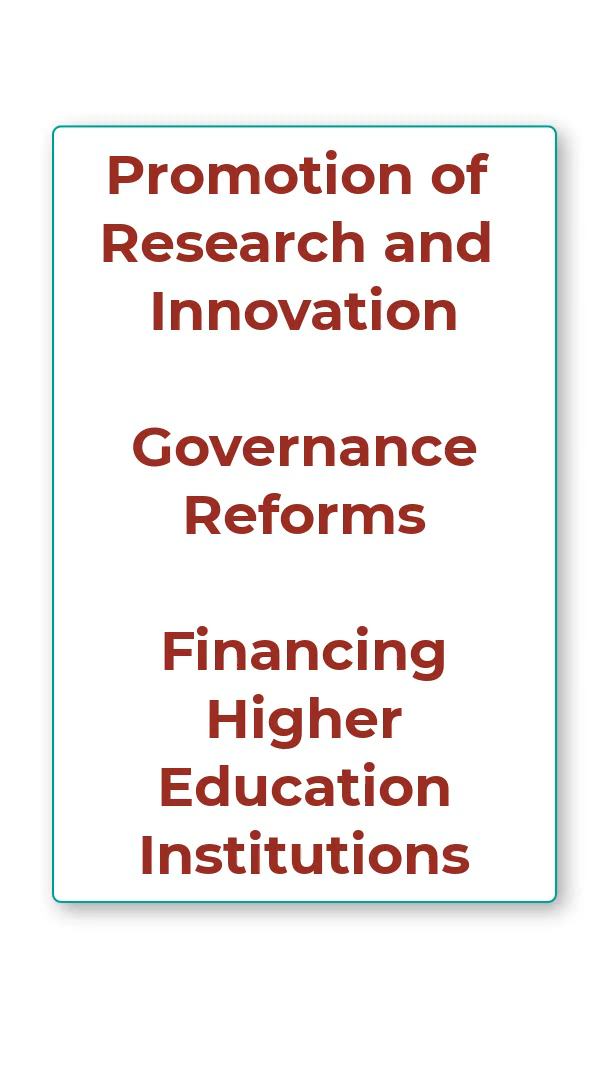 Promotion of
Research and
Innovation
Governance
Reforms
Financing
Higher
Education
Institutions